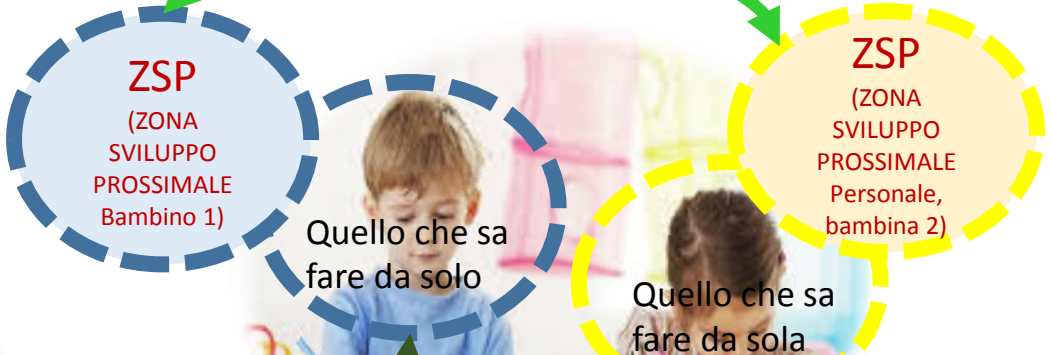 ZSP
(ZONA
SVILUPPO
PROSSIMALE
Bambino 1)
Quello che sa
fare da solo
ZSP
(ZONA
SVILUPPO
PROSSIMALE
Personale,
bambina 2)
Quello che sa
fare da sola